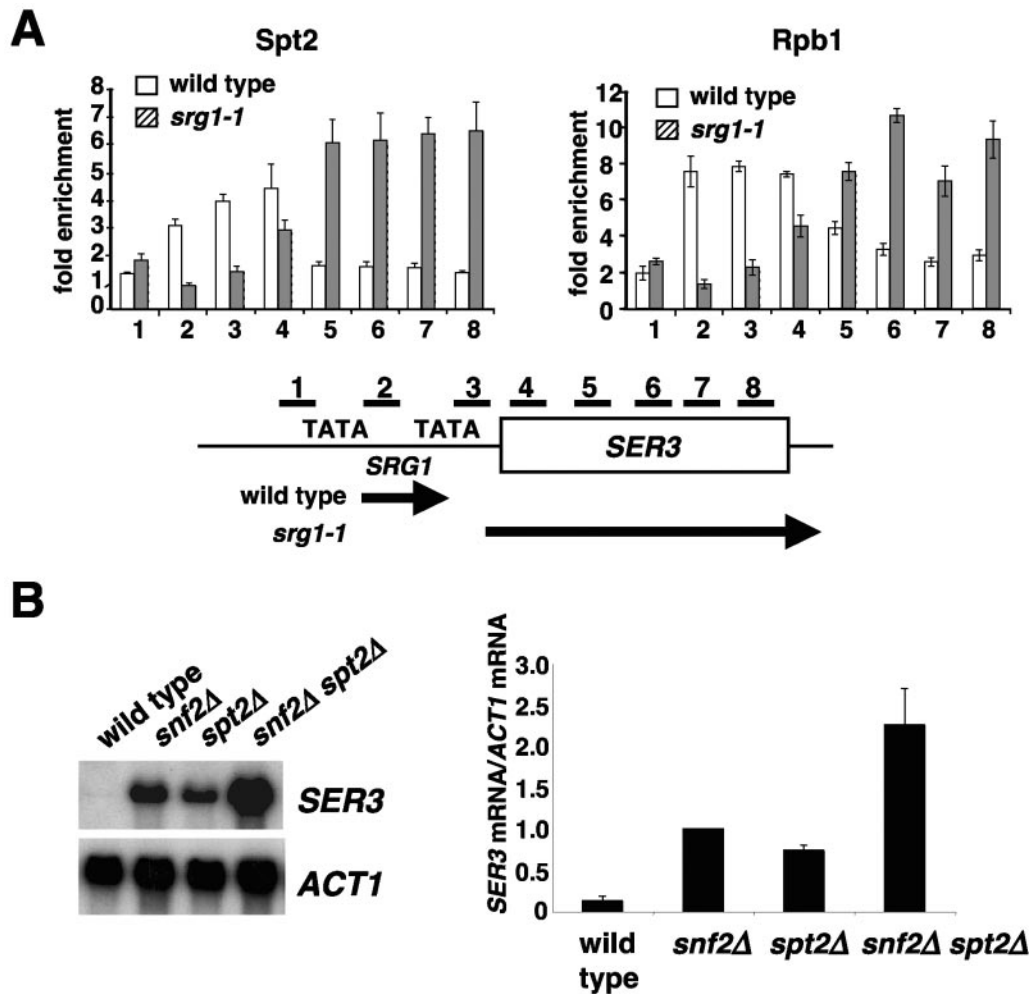 A
Spt2
wild type
srg1-1
fold enrichment
8
7
6
5
4
3
2
1
0
1 2 3 4 5 6 7 8
Rpb1
wild type
srg1-1
fold enrichment
12
10
8
6
4
2
0
1 2 3 4 5 6 7 8
1 2 3 4 5 6 7 8
TATA TATA
SRG1 SER3
wild type
srg1-1
B
wild type snf2Δ spt2Δ snf2Δ spt2Δ
SER3
ACT1
SER3 mRNA/ACT1 mRNA
3.0
2.5
2.0
1.5
1.0
0.5
0
wild type snf2Δ spt2Δ snf2Δ spt2Δ